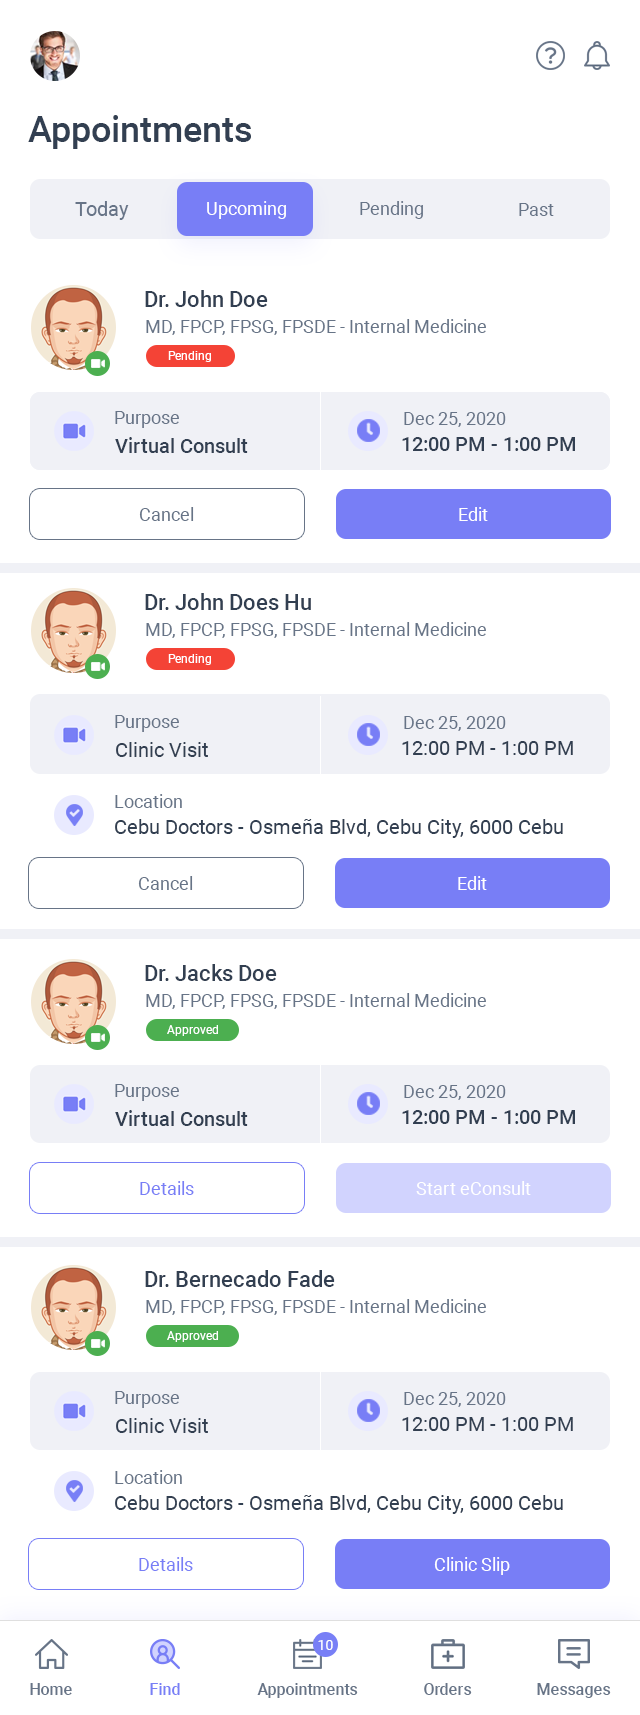 Appointments
Today Upcoming Pending Past
Dr. John Doe
MD, FPCP, FPSG, FPSDE - Internal Medicine
Pending
Purpose
Virtual Consult
Dec 25, 2020
12:00 PM - 1:00 PM
Cancel
Edit
Dr. John Does Hu
MD, FPCP, FPSG, FPSDE - Internal Medicine
Pending
Purpose
Clinic Visit
Dec 25, 2020
12:00 PM - 1:00 PM
Location
Cebu Doctors - Osmeña Blvd, Cebu City, 6000 Cebu
Cancel
Edit
Dr. Jacks Doe
MD, FPCP, FPSG, FPSDE - Internal Medicine
Approved
Purpose
Virtual Consult
Dec 25, 2020
12:00 PM - 1:00 PM
Details
Start eConsult
Dr. Bernecado Fade
MD, FPCP, FPSG, FPSDE - Internal Medicine
Approved
Purpose
Clinic Visit
Dec 25, 2020
12:00 PM - 1:00 PM
Location
Cebu Doctors - Osmeña Blvd, Cebu City, 6000 Cebu
Details
Clinic Slip
10
Home Find Appointments Orders Messages